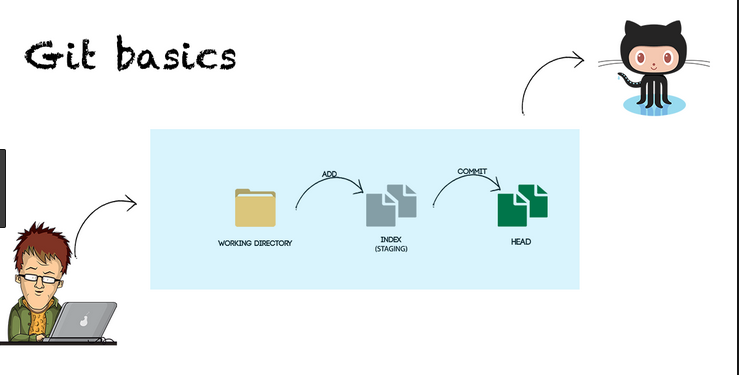 Git basics
ADD
COMMIT
WORKING DIRECTORY
INDEX
(STAGING)
HEAD